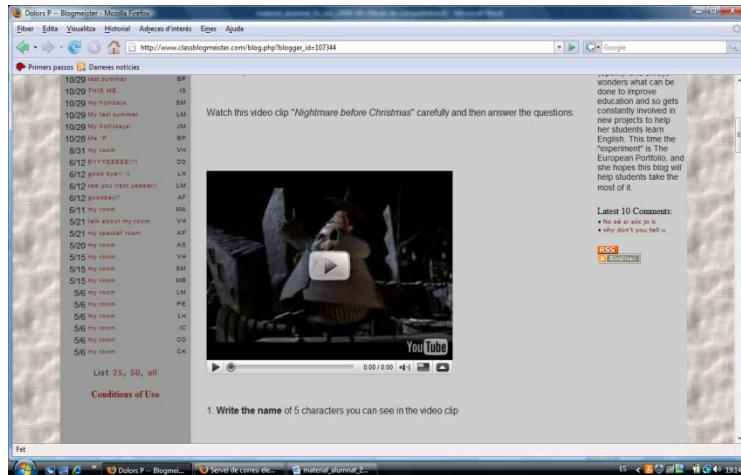 Dolors P -- Blogmeister - Mozilla Firefox
Fitxer Edita Visualitza Historial Adreces d'interès Eines Ajuda
http://www.classblogmeister.com/blog.php?blogger_id=107344
Google
Primers passos Darreres notícies
10/29 last summer BP
10/29 THIS ME IS
10/29 my holidays SM
10/29 My last summer LM
10/29 My holidays! JM
10/28 Me :P BP
8/31 my room VH
6/12 BYYYEEEEE!!1 DD
6/12 good bye!! :) LH
6/12 see you next yeeear!! LM
6/12 goodbey!! AF
6/11 my room MA
5/21 talk about my room VH
5/21 my special room AP
5/20 my room AS
5/15 my room VH
5/15 my room SM
5/15 my room MB
5/6 my room LM
5/6 my room PE
5/6 my room LH
5/6 my room IC
5/6 my room DD
5/6 my room CA
List 25, 50, all
Conditions of Use
Watch this video clip "Nightmare before Christmas" carefully and then answer the questions.
YouTube
0:00 / 0:00
1. Write the name of 5 characters you can see in the video clip
wonders what can be
done to improve
education and so gets
constantly involved in
new projects to help
her students learn
English. This time the
"experiment" is The
European Portfolio, and
she hopes this blog will
help students take the
most of it.
Latest 10 Comments:
• No sé si sóc jo k
• why don't you tell u
RSS
Bloglines
Fet
Dolors P -- Blogmei...
Servei de correu ele...
material_alumnat_2...
ES
19:14